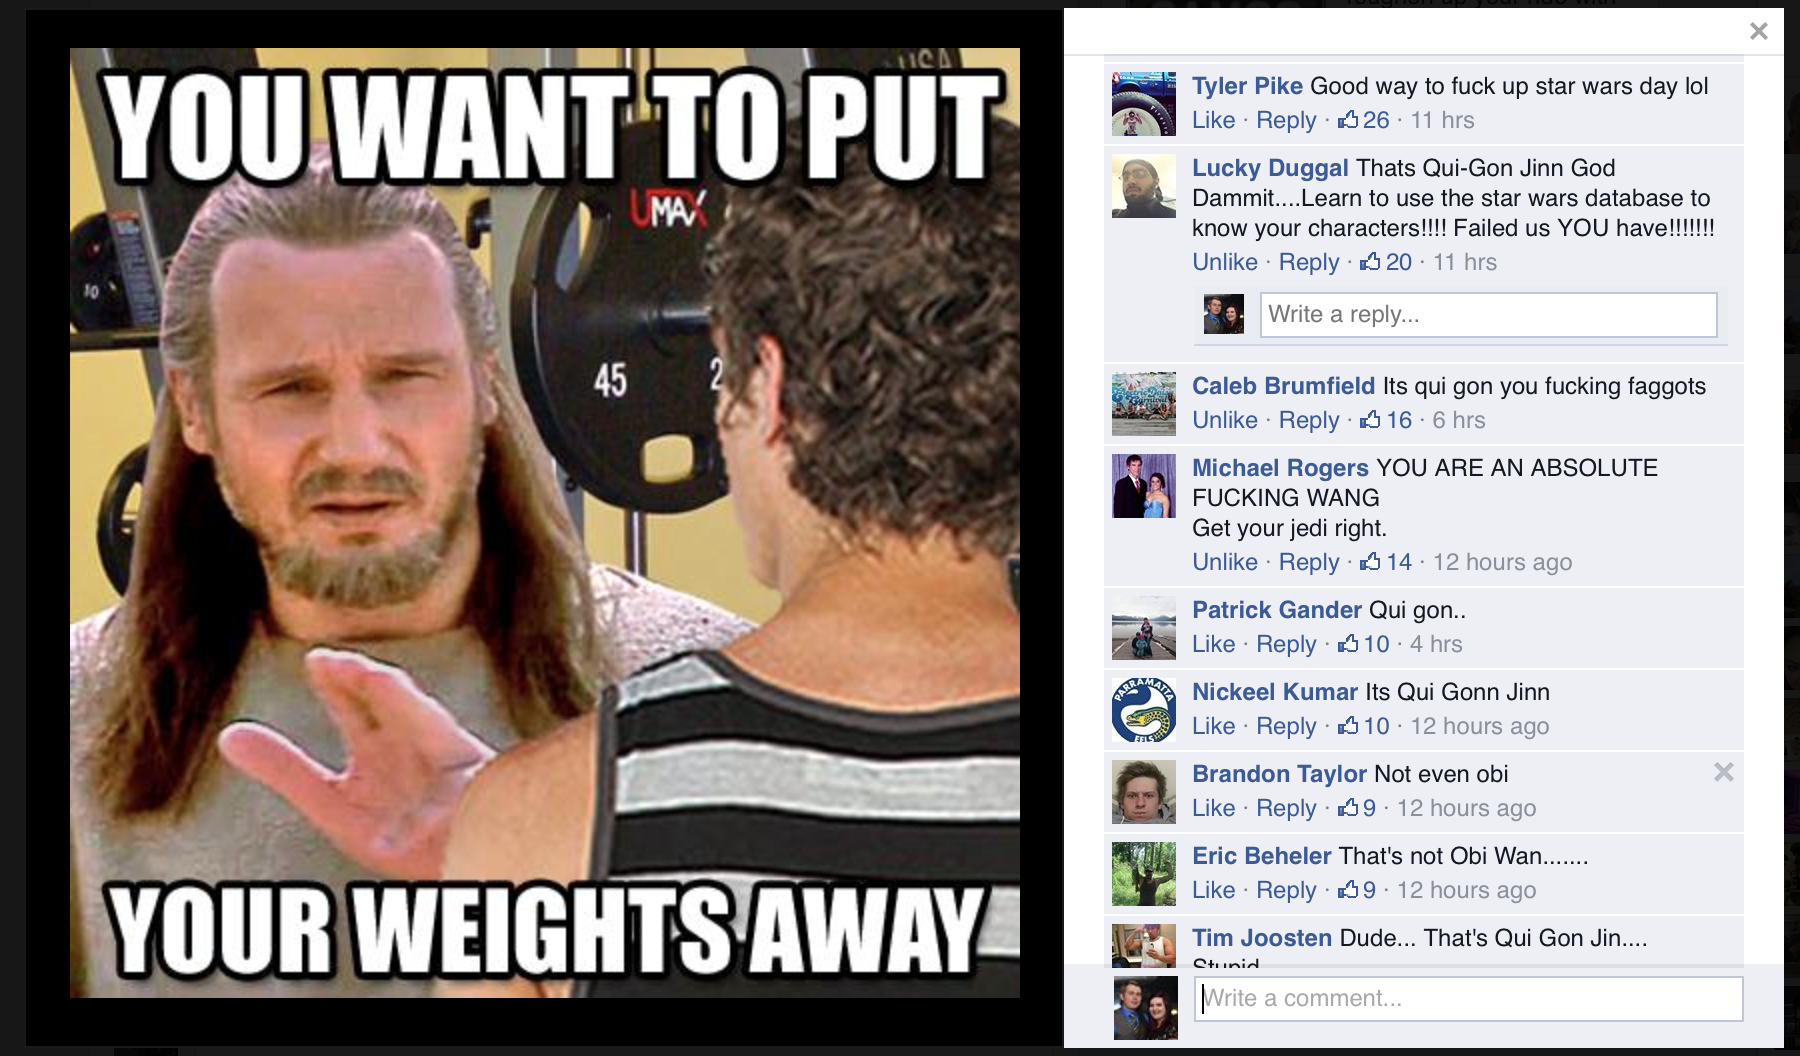 YOU WANT TO PUT
USA
UMAX
10
45
2
YOUR WEIGHTS AWAY
Tyler Pike Good way to fuck up star wars day lol
Like · Reply · 26 · 11 hrs
Lucky Duggal Thats Qui-Gon Jinn God
Dammit....Learn to use the star wars database to
know your characters!!!! Failed us YOU have!!!!!!!
Unlike · Reply · 20 · 11 hrs
Write a reply...
Caleb Brumfield Its qui gon you fucking faggots
Unlike · Reply · 16 · 6 hrs
Michael Rogers YOU ARE AN ABSOLUTE
FUCKING WANG
Get your jedi right.
Unlike · Reply · 14 · 12 hours ago
Patrick Gander Qui gon..
Like · Reply · 10 · 4 hrs
PARRAMATTA
EELS
Nickeel Kumar Its Qui Gonn Jinn
Like · Reply · 10 · 12 hours ago
Brandon Taylor Not even obi
Like · Reply · 9 · 12 hours ago
Eric Beheler That's not Obi Wan.......
Like · Reply · 9 · 12 hours ago
Tim Joosten Dude... That's Qui Gon Jin....
Stupid
Write a comment...